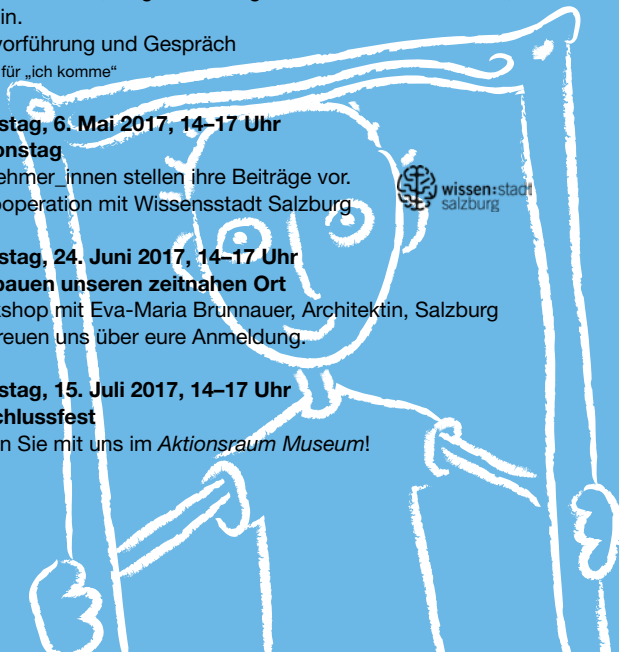 in.
vorführung und Gespräch
für „ich komme“
stag, 6. Mai 2017, 14–17 Uhr
onstag
ehmer_innen stellen ihre Beiträge vor.
ooperation mit Wissensstadt Salzburg
wissen:stadt
salzburg
stag, 24. Juni 2017, 14–17 Uhr
bauen unseren zeitnahen Ort
kshop mit Eva-Maria Brunnauer, Architektin, Salzburg
reuen uns über eure Anmeldung.
stag, 15. Juli 2017, 14–17 Uhr
chlussfest
n Sie mit uns im Aktionsraum Museum!